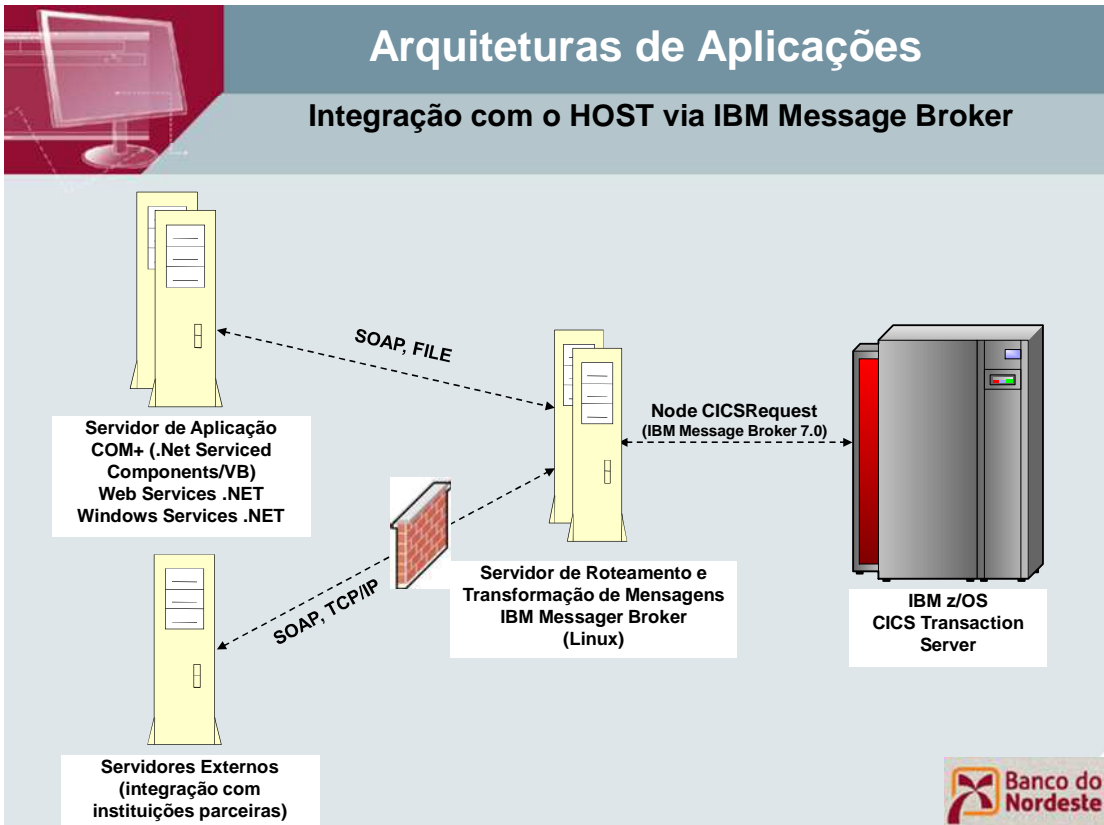 Arquiteturas de Aplicações
Integração com o HOST via IBM Message Broker
SOAP, FILE
Servidor de Aplicação
COM+ (.Net Serviced
Components/VB)
Web Services .NET
Windows Services .NET
Node CICSRequest
(IBM Message Broker 7.0)
SOAP, TCP/IP
Servidor de Roteamento e
Transformação de Mensagens
IBM Messager Broker
(Linux)
IBM z/OS
CICS Transaction
Server
Servidores Externos
(integração com
instituições parceiras)
Banco do
Nordeste